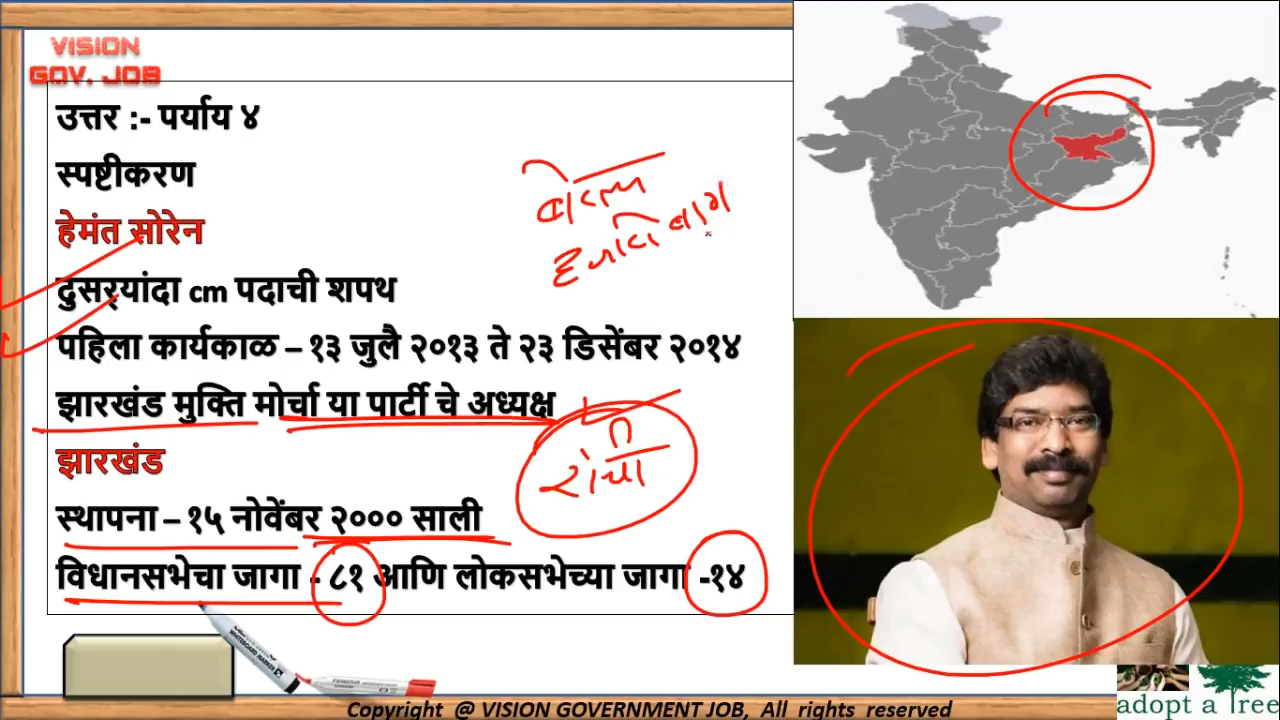 VISION
GOV. JOB
उत्तर :- पर्याय ४
स्पष्टीकरण
हेमंत सोरेन
दुसऱ्यांदा cm पदाची शपथ
पहिला कार्यकाळ – १३ जुलै २०१३ ते २३ डिसेंबर २०१४
झारखंड मुक्ति मोर्चा या पार्टी चे अध्यक्ष
रांची
झारखंड
स्थापना – १५ नोवेंबर २००० साली
विधानसभेचा जागा - ८१ आणि लोकसभेच्या जागा -१४
adopt a Tree
Copyright @ VISION GOVERNMENT JOB, All rights reserved